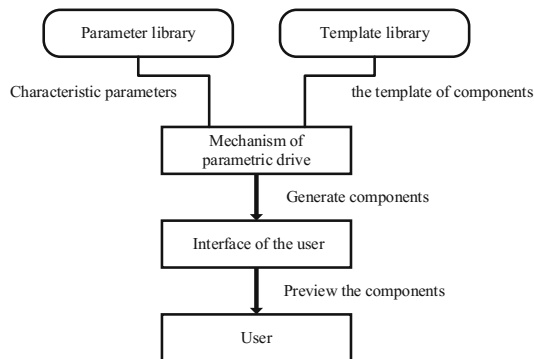 Parameter library
Template library
Characteristic parameters
the template of components
Mechanism of
parametric drive
Generate components
Interface of the user
Preview the components
User